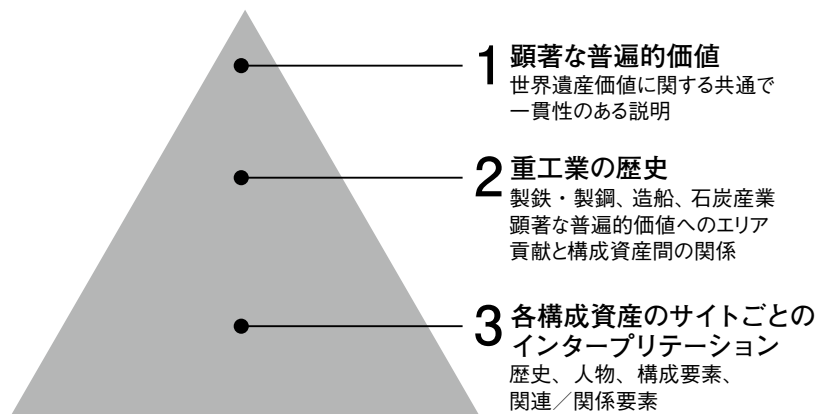 1 顕著な普遍的価値
世界遺産価値に関する共通で
一貫性のある説明
2 重工業の歴史
製鉄・製鋼、造船、石炭産業
顕著な普遍的価値へのエリア
貢献と構成資産間の関係
3 各構成資産のサイトごとの
インタープリテーション
歴史、人物、構成要素、
関連／関係要素